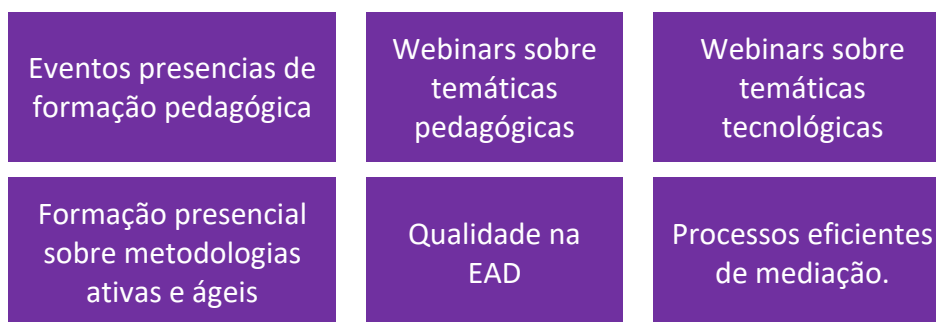 Eventos presencias de
formação pedagógica
Webinars sobre
temáticas
pedagógicas
Webinars sobre
temáticas
tecnológicas
Formação presencial
sobre metodologias
ativas e ágeis
Qualidade na
EAD
Processos eficientes
de mediação.